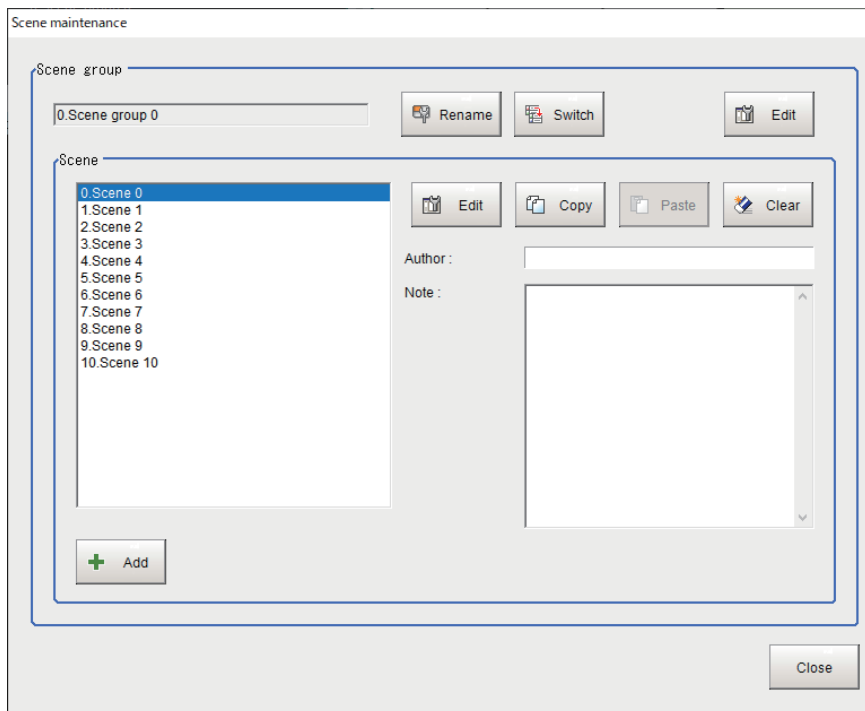 Scene maintenance
Scene group
0.Scene group 0
Rename
Switch
Edit
Scene
0.Scene 0
1.Scene 1
2.Scene 2
3.Scene 3
4.Scene 4
5.Scene 5
6.Scene 6
7.Scene 7
8.Scene 8
9.Scene 9
10.Scene 10
Edit
Copy
Paste
Clear
Author :
Note :
Add
Close